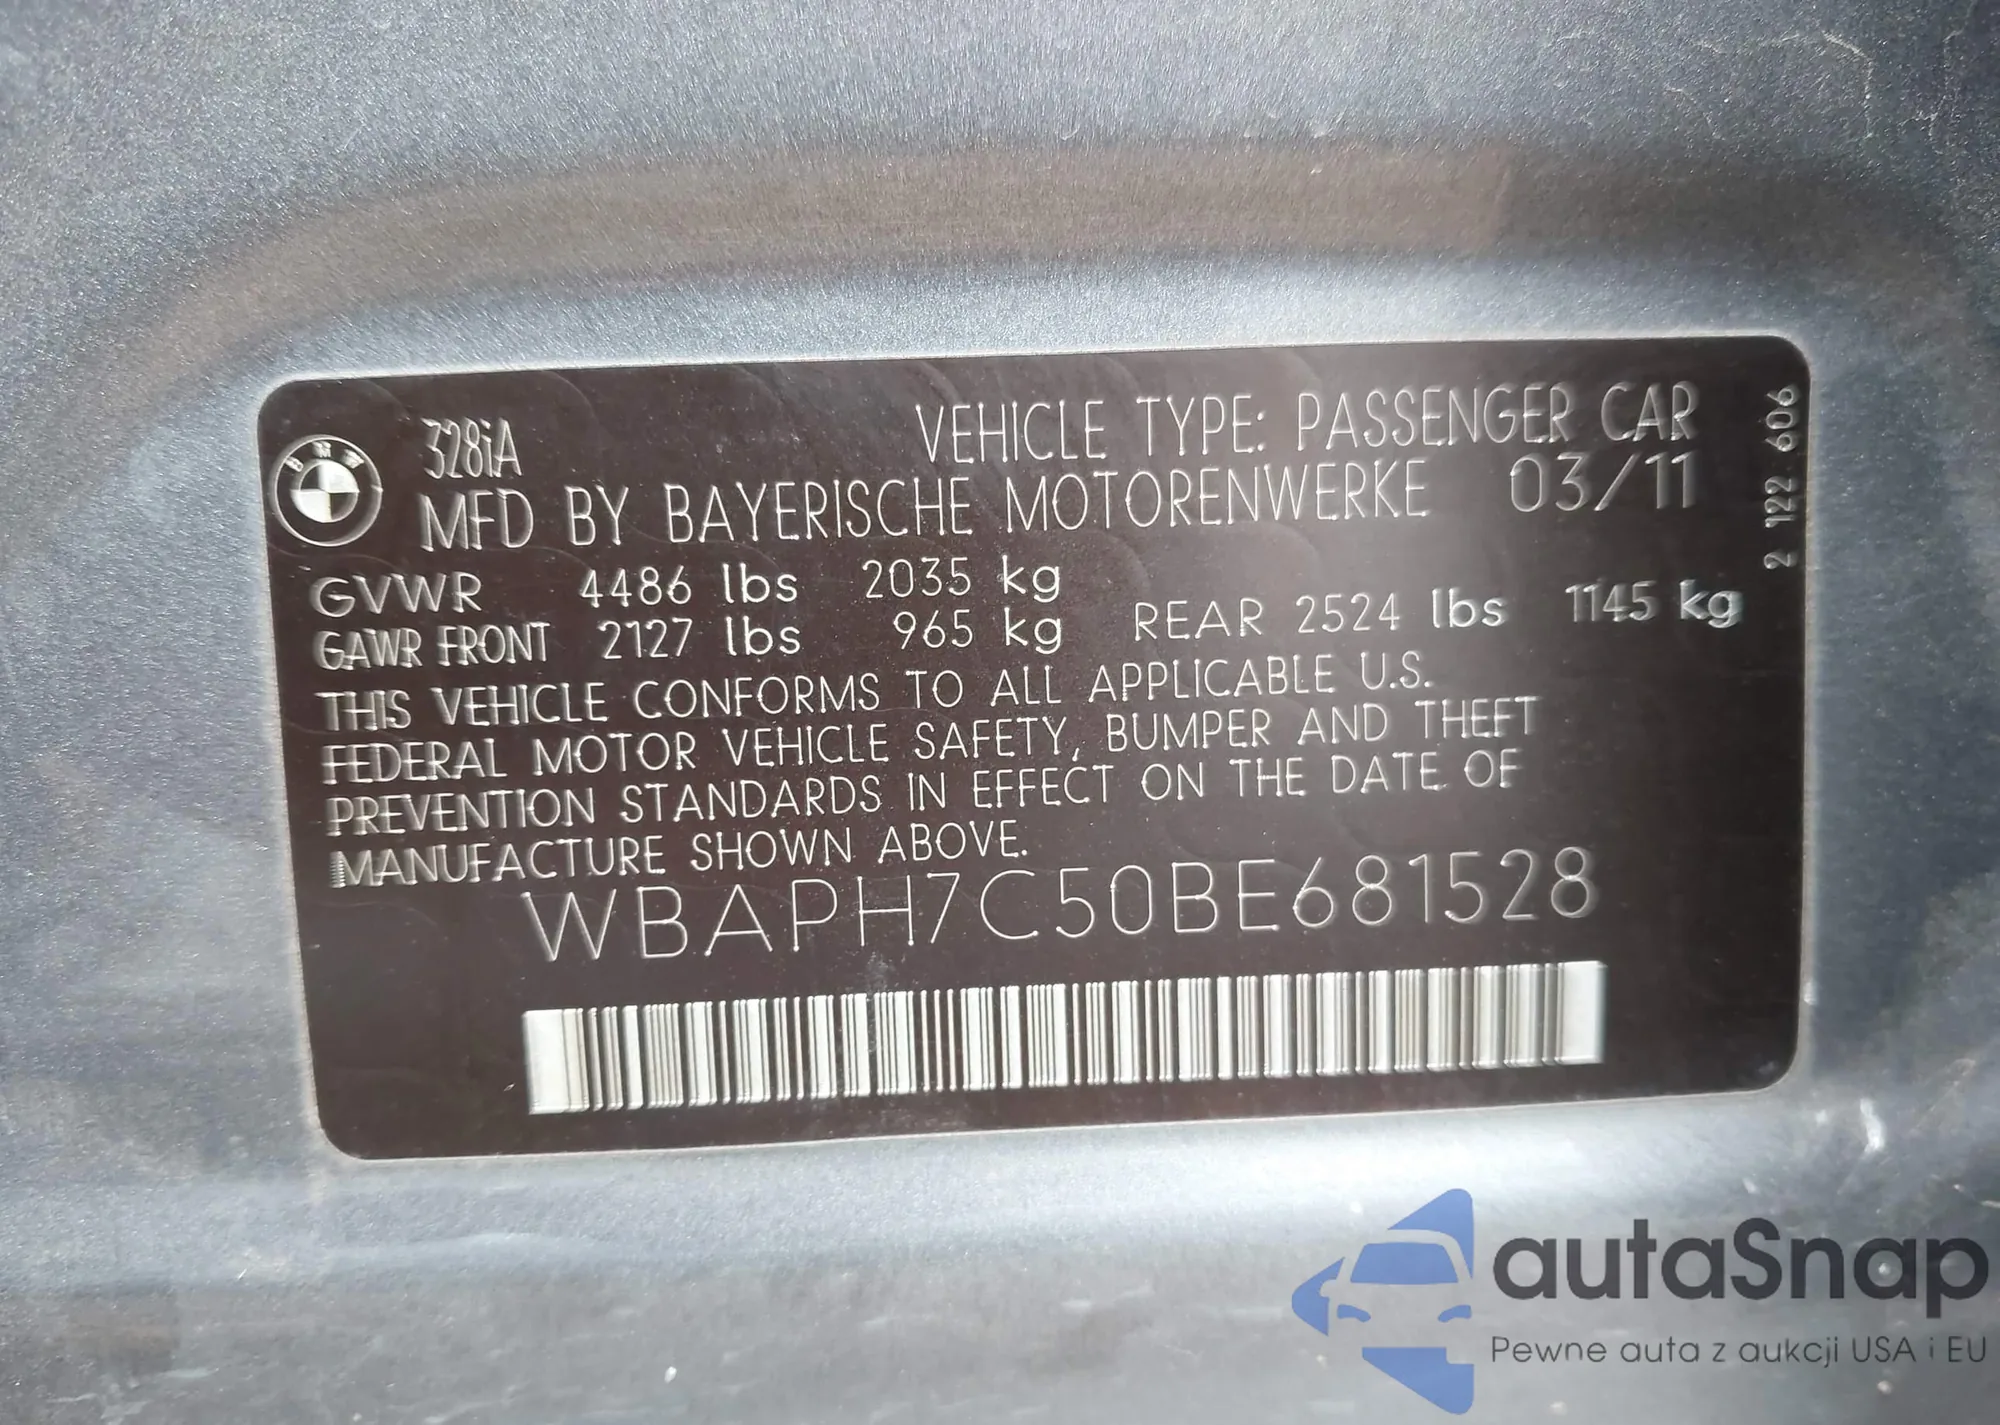 BMW
328iA
VEHICLE TYPE: PASSENGER CAR
MFD BY BAYERISCHE MOTORENWERKE 03/11
GVWR 4486 lbs 2035 kg
GAWR FRONT 2127 lbs 965 kg REAR 2524 lbs 1145 kg
THIS VEHICLE CONFORMS TO ALL APPLICABLE U.S.
FEDERAL MOTOR VEHICLE SAFETY, BUMPER AND THEFT
PREVENTION STANDARDS IN EFFECT ON THE DATE OF
MANUFACTURE SHOWN ABOVE.
WBAPH7C50BE681528
2 122 606
autaSnap
Pewne auta z aukcji USA i EU